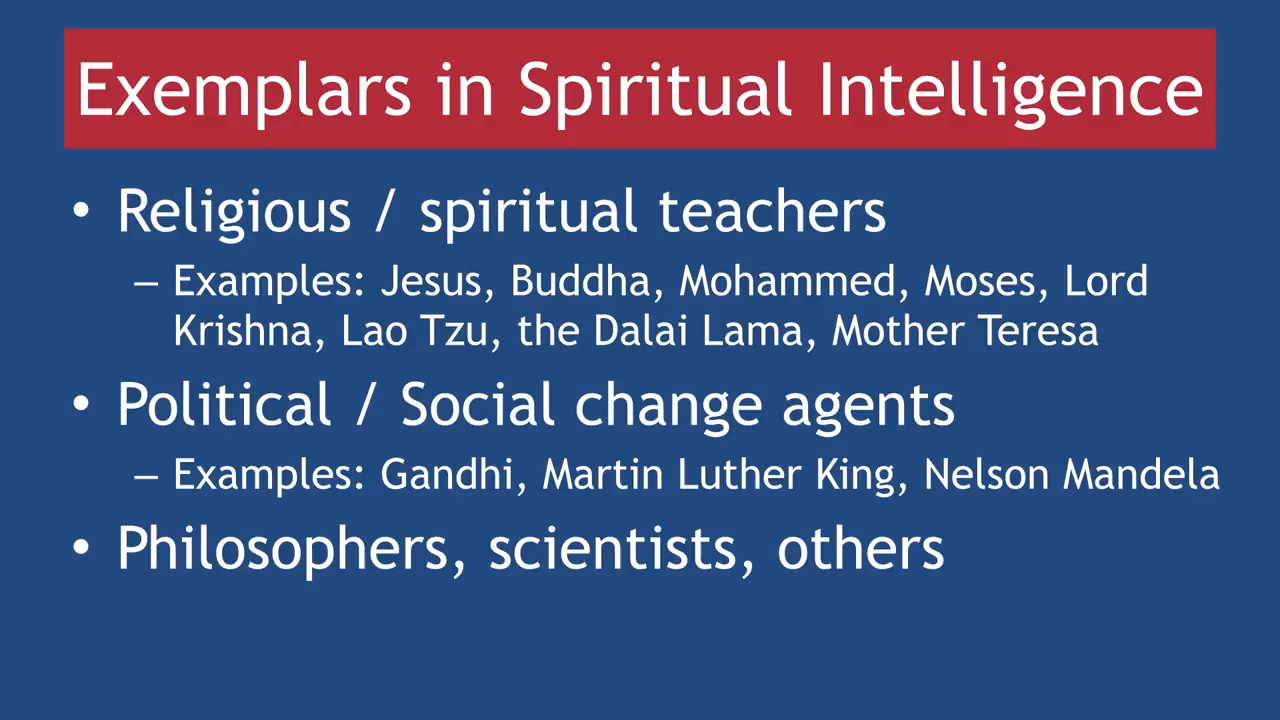 Exemplars in Spiritual Intelligence
• Religious / spiritual teachers
– Examples: Jesus, Buddha, Mohammed, Moses, Lord
Krishna, Lao Tzu, the Dalai Lama, Mother Teresa
• Political / Social change agents
– Examples: Gandhi, Martin Luther King, Nelson Mandela
• Philosophers, scientists, others